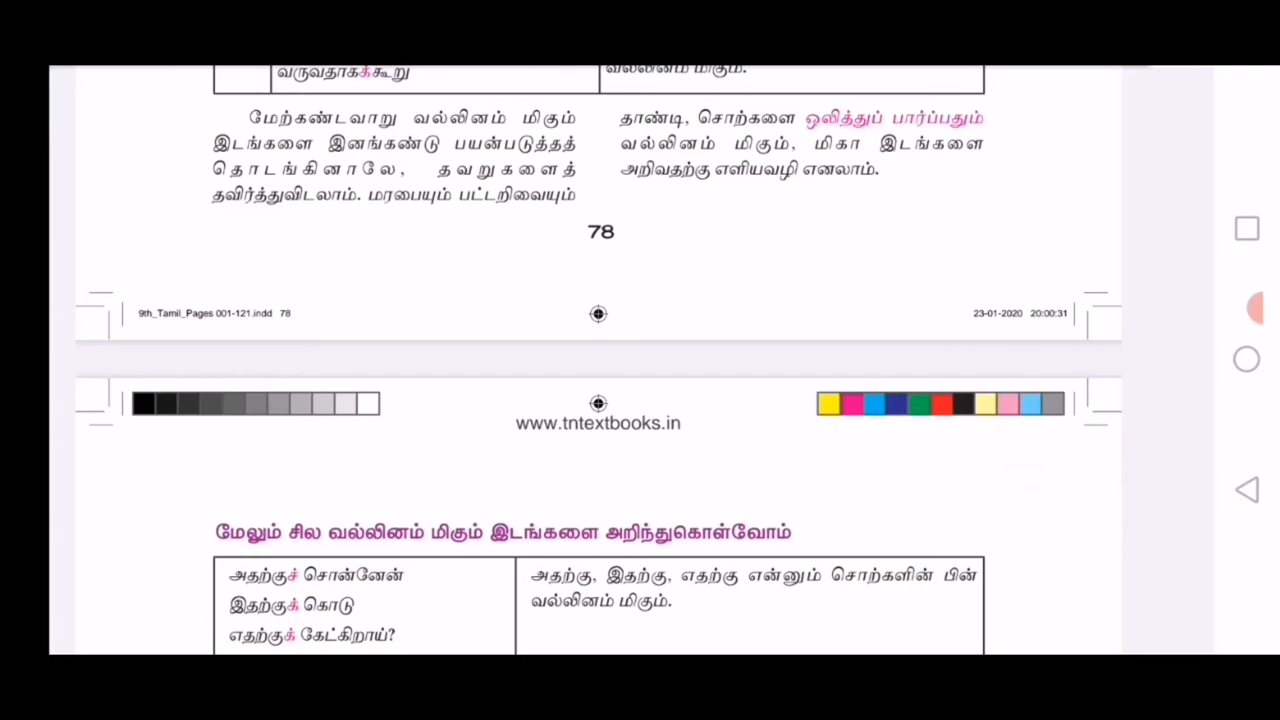 வருவதாகக்கூறு
வல்லினம் மிகும்.
மேற்கண்டவாறு வல்லினம் மிகும்
இடங்களை இனங்கண்டு பயன்படுத்தத்
தொடங்கினாலே, தவறுகளைத்
தவிர்த்துவிடலாம். மரபையும் பட்டறிவையும்
தாண்டி, சொற்களை ஒலித்துப் பார்ப்பதும்
வல்லினம் மிகும், மிகா இடங்களை
அறிவதற்கு எளியவழி எனலாம்.
78
9th_Tamil_Pages 001-121.indd 78
23-01-2020 20:00:31
www.tntextbooks.in
மேலும் சில வல்லினம் மிகும் இடங்களை அறிந்துகொள்வோம்
அதற்குச் சொன்னேன்
இதற்குக் கொடு
எதற்குக் கேட்கிறாய்?
அதற்கு, இதற்கு, எதற்கு என்னும் சொற்களின் பின்
வல்லினம் மிகும்.